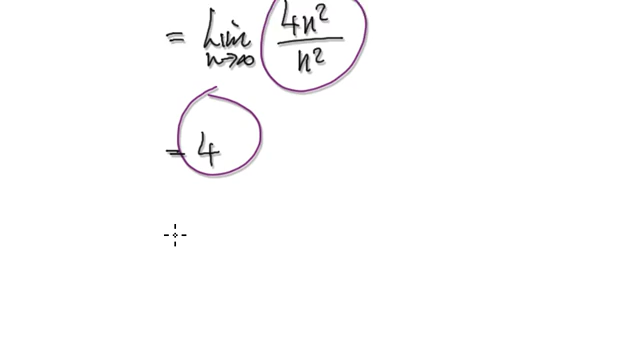 = lim n→∞ 4n²/n²
= 4